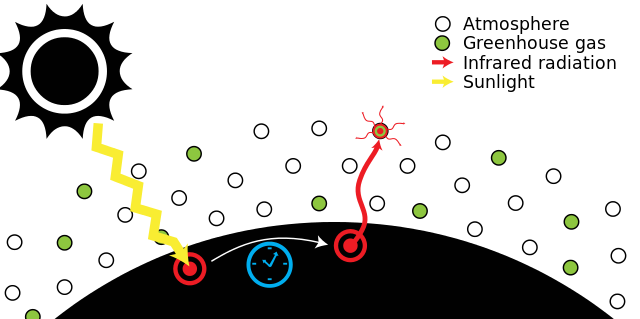 Atmosphere
Greenhouse gas
Infrared radiation
Sunlight